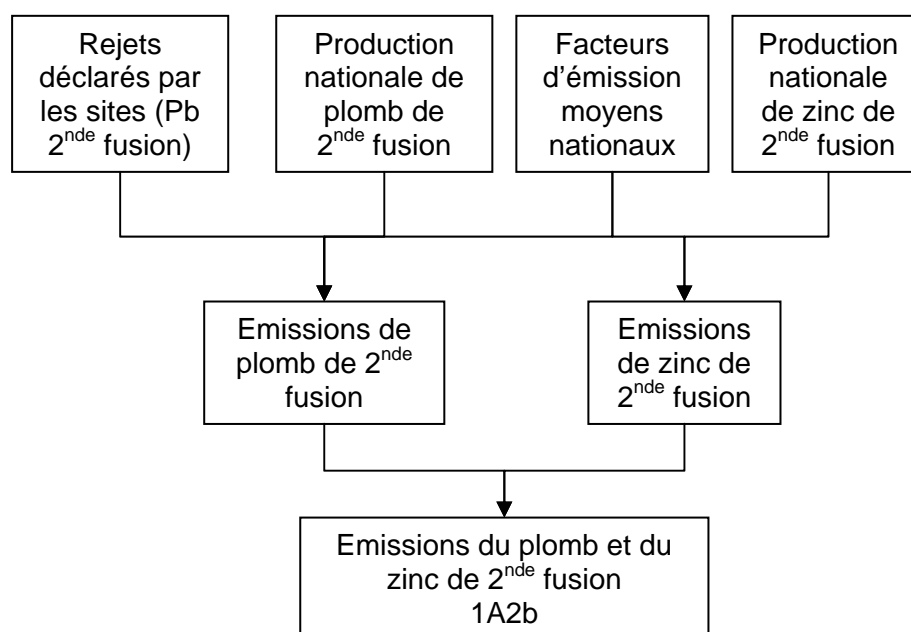 Rejets
déclarés par
les sites (Pb
2nde fusion)
Production
nationale de
plomb de
2nde fusion
Facteurs
d'émission
moyens
nationaux
Production
nationale
de zinc de
2nde fusion
Emissions de
plomb de 2nde
fusion
Emissions
de zinc de
2nde fusion
Emissions du plomb et du
zinc de 2nde fusion
1A2b